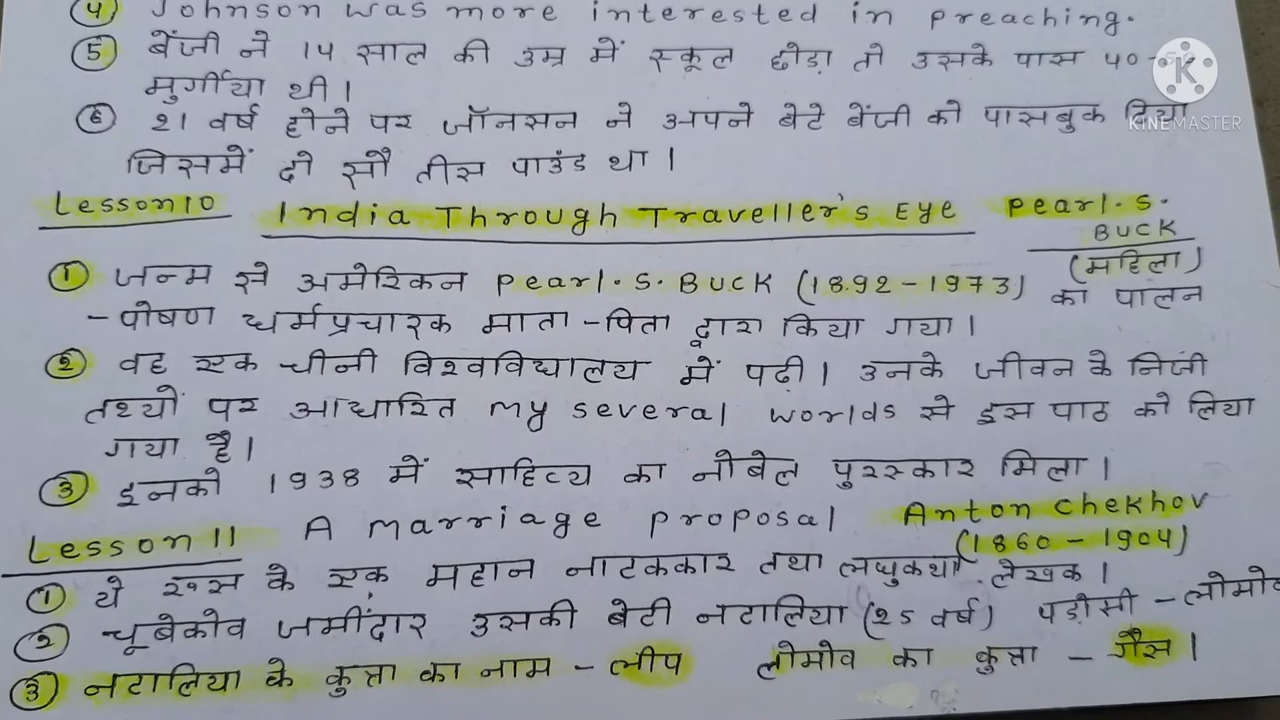 ④ Johnson was more interested in preaching.
⑤ बेंजी ने 14 साल की उम्र में स्कूल छोड़ा तो उसके पास 40-
मुर्गीया थी।
⑥ 21 वर्ष होने पर जॉनसन ने अपने बेटे बेंजी को पासबुक दिया
जिसमें दो सौ तीस पाउंड था।
K
KINEMASTER
Lesson 10 India Through Traveller's Eye Pearl. S.
BUCK
(महिला)
① जन्म से अमेरिकन Pearl. S. BUCK (1892-1973) का पालन
-पोषण धर्मप्रचारक माता-पिता द्वारा किया गया।
② वह एक चीनी विश्वविद्यालय में पढ़ी। उनके जीवन के निजी
तथ्यों पर आधारित my several worlds से इस पाठ को लिया
गया है।
③ इनको 1938 में साहित्य का नोबेल पुरस्कार मिला।
Lesson 11 A marriage proposal Anton Chekhov
(1860-1904)
① ये रूस के एक महान नाटककार तथा लघुकथा लेखक।
② चूबेकोव जमींदार उसकी बेटी नटालिया (25 वर्ष) पड़ोसी - लोमोव
③ नटालिया के कुत्ता का नाम - लीप लोमोव का कुत्ता - गैस।